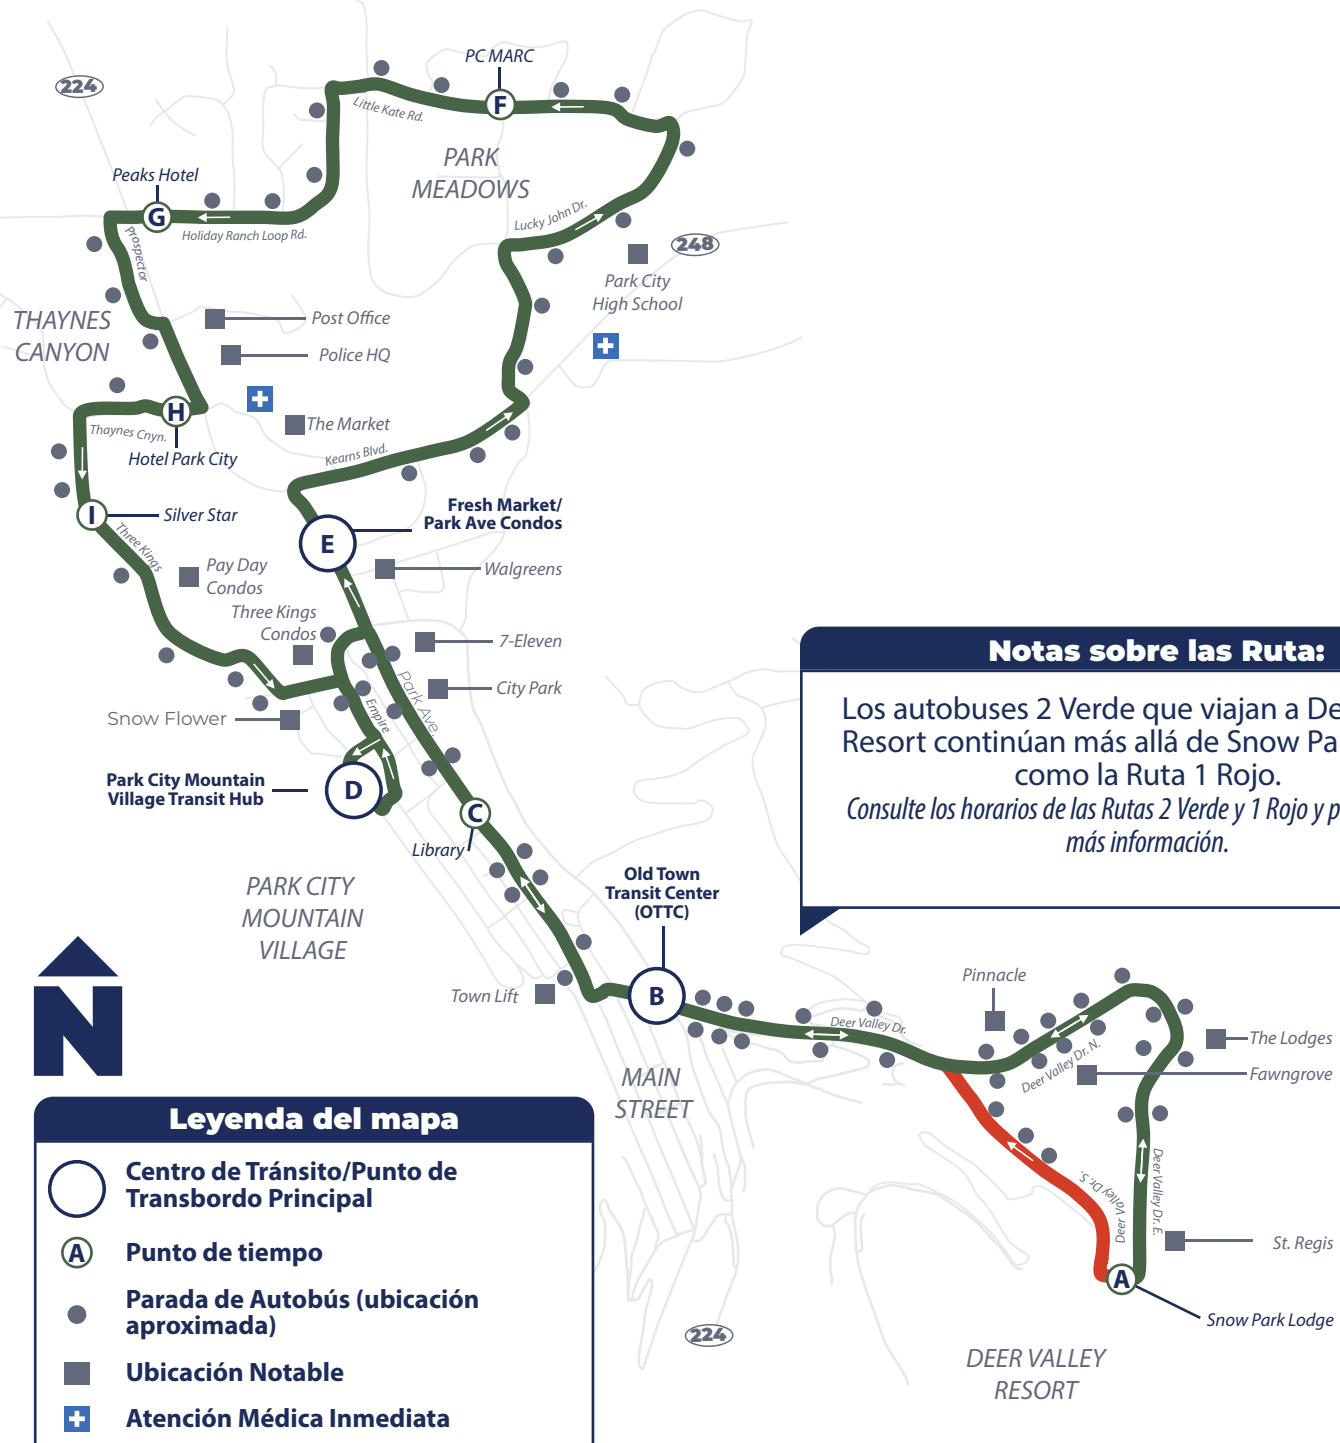 PC MARC
224
F
Little Kate Rd.
PARK
MEADOWS
Peaks Hotel
G
Holiday Ranch Loop Rd.
Lucky John Dr.
248
Prospector
Park City
High School
THAYNES
CANYON
Post Office
Police HQ
H
The Market
Thaynes Cnyn.
Hotel Park City
Kearns Blvd.
I
Silver Star
Fresh Market/
Park Ave Condos
E
Three Kings
Pay Day
Condos
Walgreens
Three Kings
Condos
7-Eleven
City Park
Park Ave
Empire
Snow Flower
Park City Mountain
Village Transit Hub
D
C
Library
Notas sobre las Ruta:
Los autobuses 2 Verde que viajan a De
Resort continúan más allá de Snow Pa
como la Ruta 1 Rojo.
Consulte los horarios de las Rutas 2 Verde y 1 Rojo y p
más información.
PARK CITY
MOUNTAIN
VILLAGE
Old Town
Transit Center
(OTTC)
N
Town Lift
B
Deer Valley Dr.
Pinnacle
The Lodges
Fawngrove
Deer Valley Dr. N.
MAIN
STREET
Deer Valley Dr. S.
Deer Valley Dr. E.
St. Regis
A
Snow Park Lodge
224
DEER VALLEY
RESORT
Leyenda del mapa
Centro de Tránsito/Punto de
Transbordo Principal
A
Punto de tiempo
Parada de Autobús (ubicación
aproximada)
Ubicación Notable
Atención Médica Inmediata